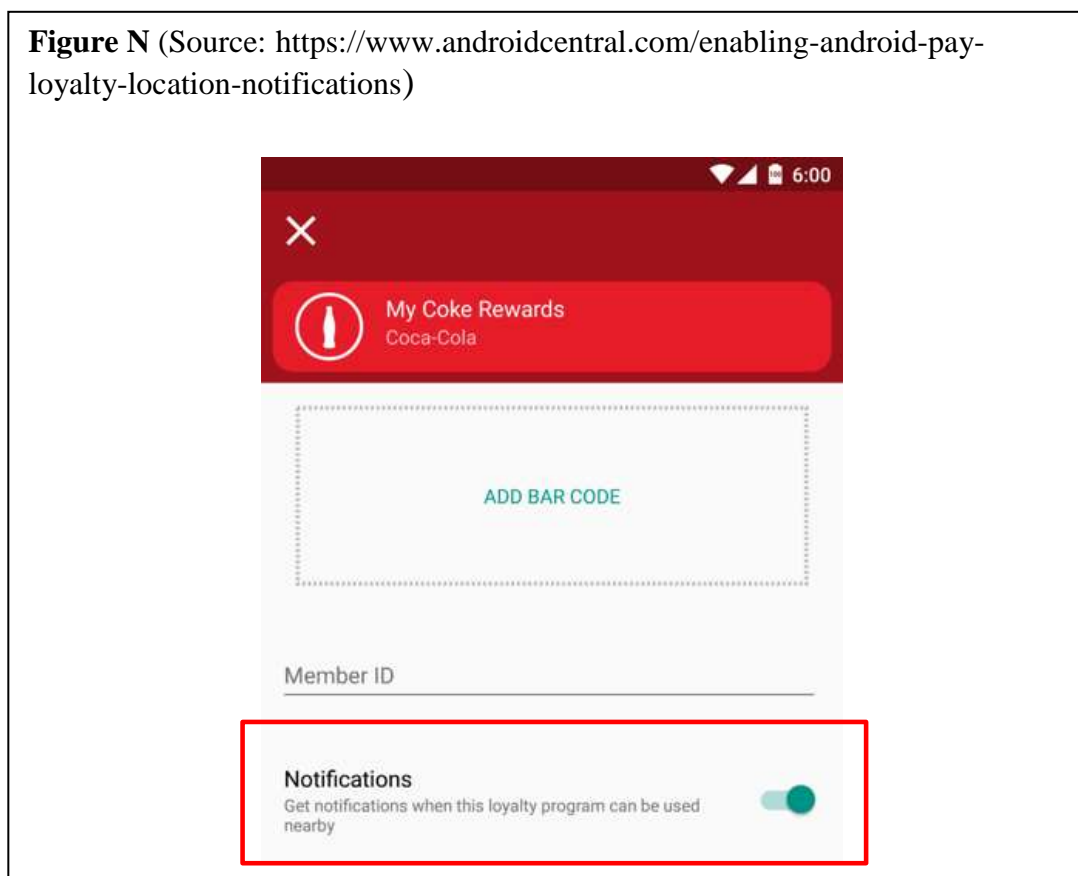 Figure N (Source: https://www.androidcentral.com/enabling-android-pay-
loyalty-location-notifications)
6:00
My Coke Rewards
Coca-Cola
ADD BAR CODE
Member ID
Notifications
Get notifications when this loyalty program can be used
nearby